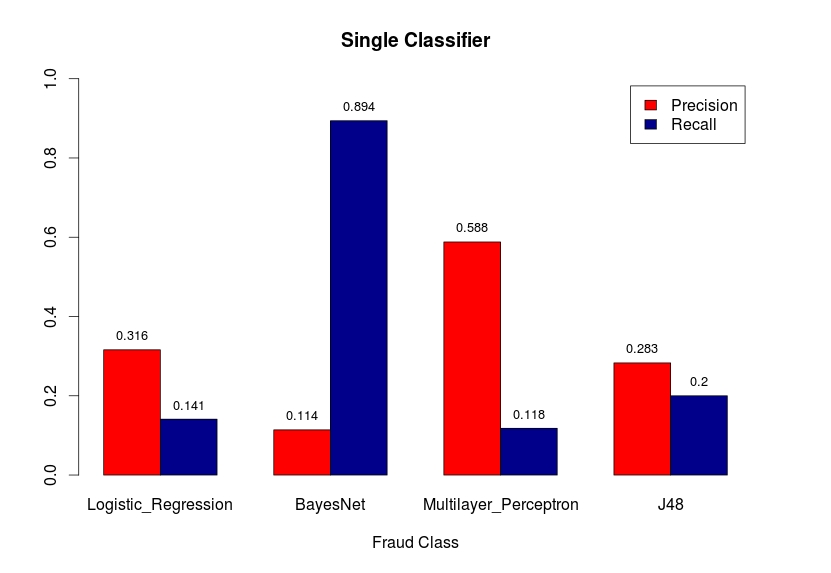 Single Classifier
1.0
0.8
0.6
0.4
0.2
0.0
Precision
Recall
0.316
0.141
0.114
0.894
0.588
0.118
0.283
0.2
Logistic_Regression
BayesNet
Multilayer_Perceptron
J48
Fraud Class